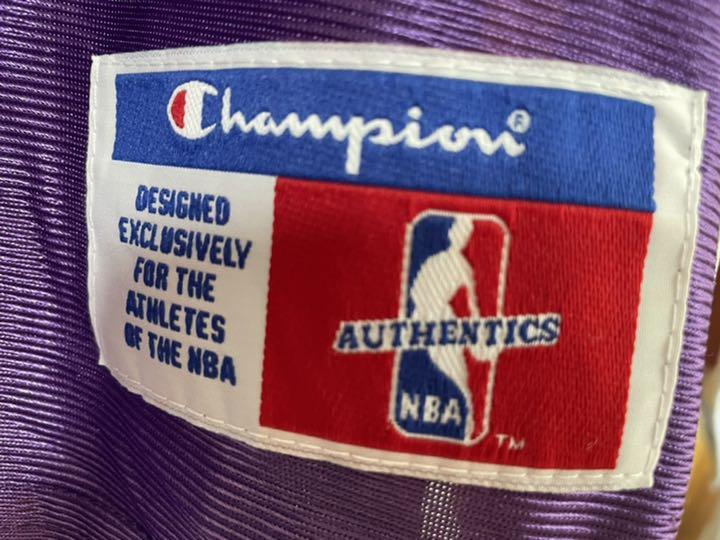 Champion®
DESIGNED
EXCLUSIVELY
FOR THE
ATHLETES
OF THE NBA
AUTHENTICS
NBA
TM